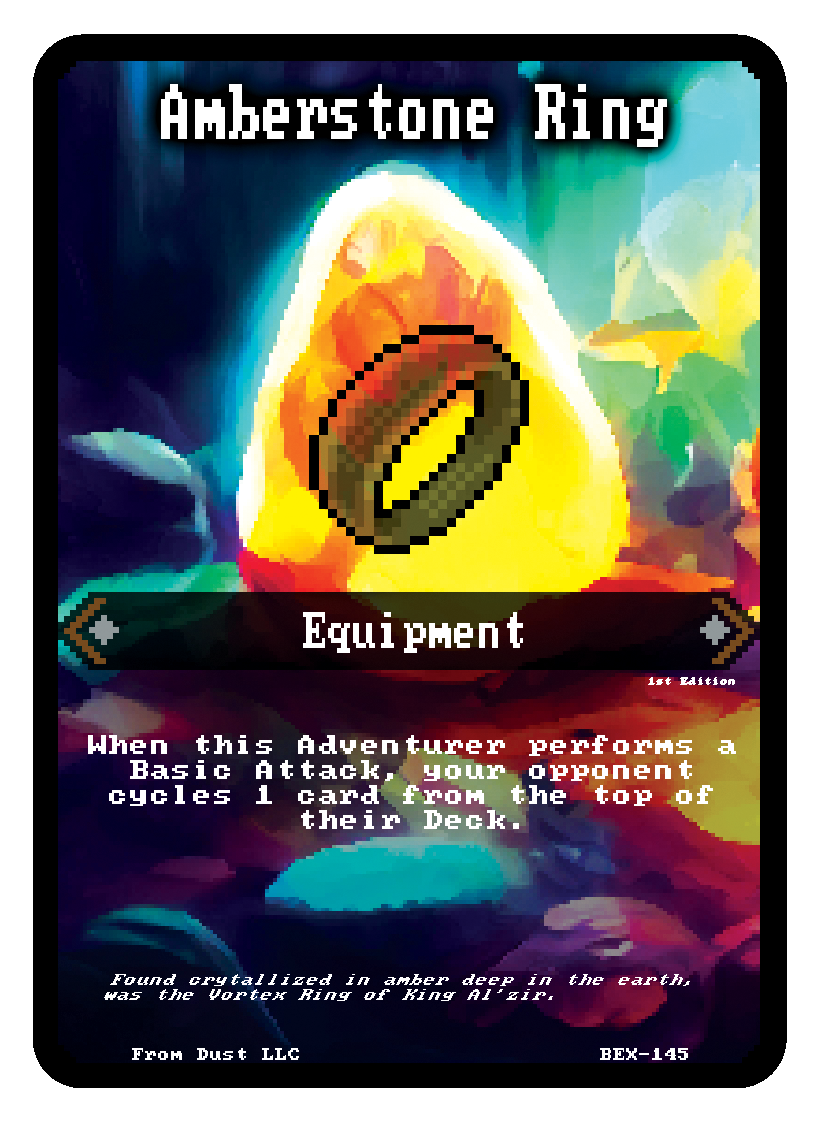 Amberstone Ring
Equipment
1st Edition
When this Adventurer performs a
Basic Attack, your opponent
cycles 1 card from the top of
their Deck.
Found crytallized in amber deep in the earth,
was the Vortex Ring of King Al'zir.
From Dust LLC
BEX-145